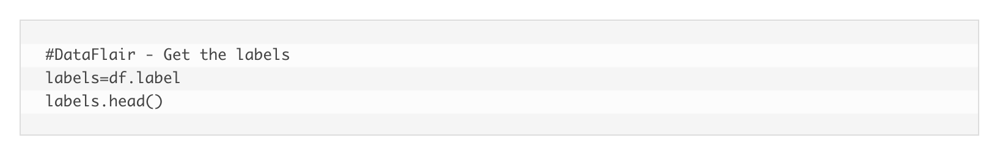 #DataFlair - Get the labels
labels=df.label
labels.head()